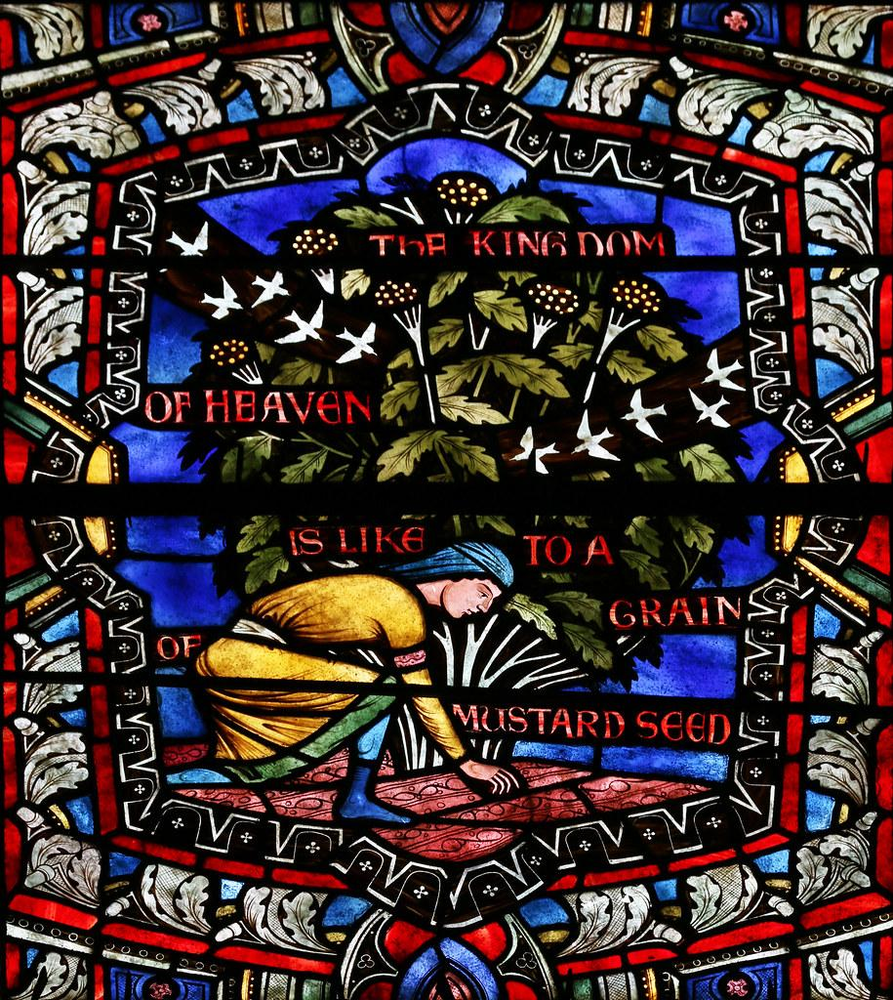 THE KINGDOM
OF HEAVEN
IS LIKE TO A
GRAIN
OF
MUSTARD SEED